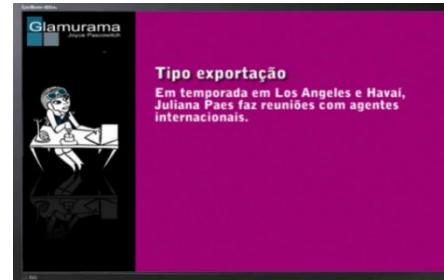 Glamurama
Joyce Pascowitch
Tipo exportação
Em temporada em Los Angeles e Havaí,
Juliana Paes faz reuniões com agentes
internacionais.